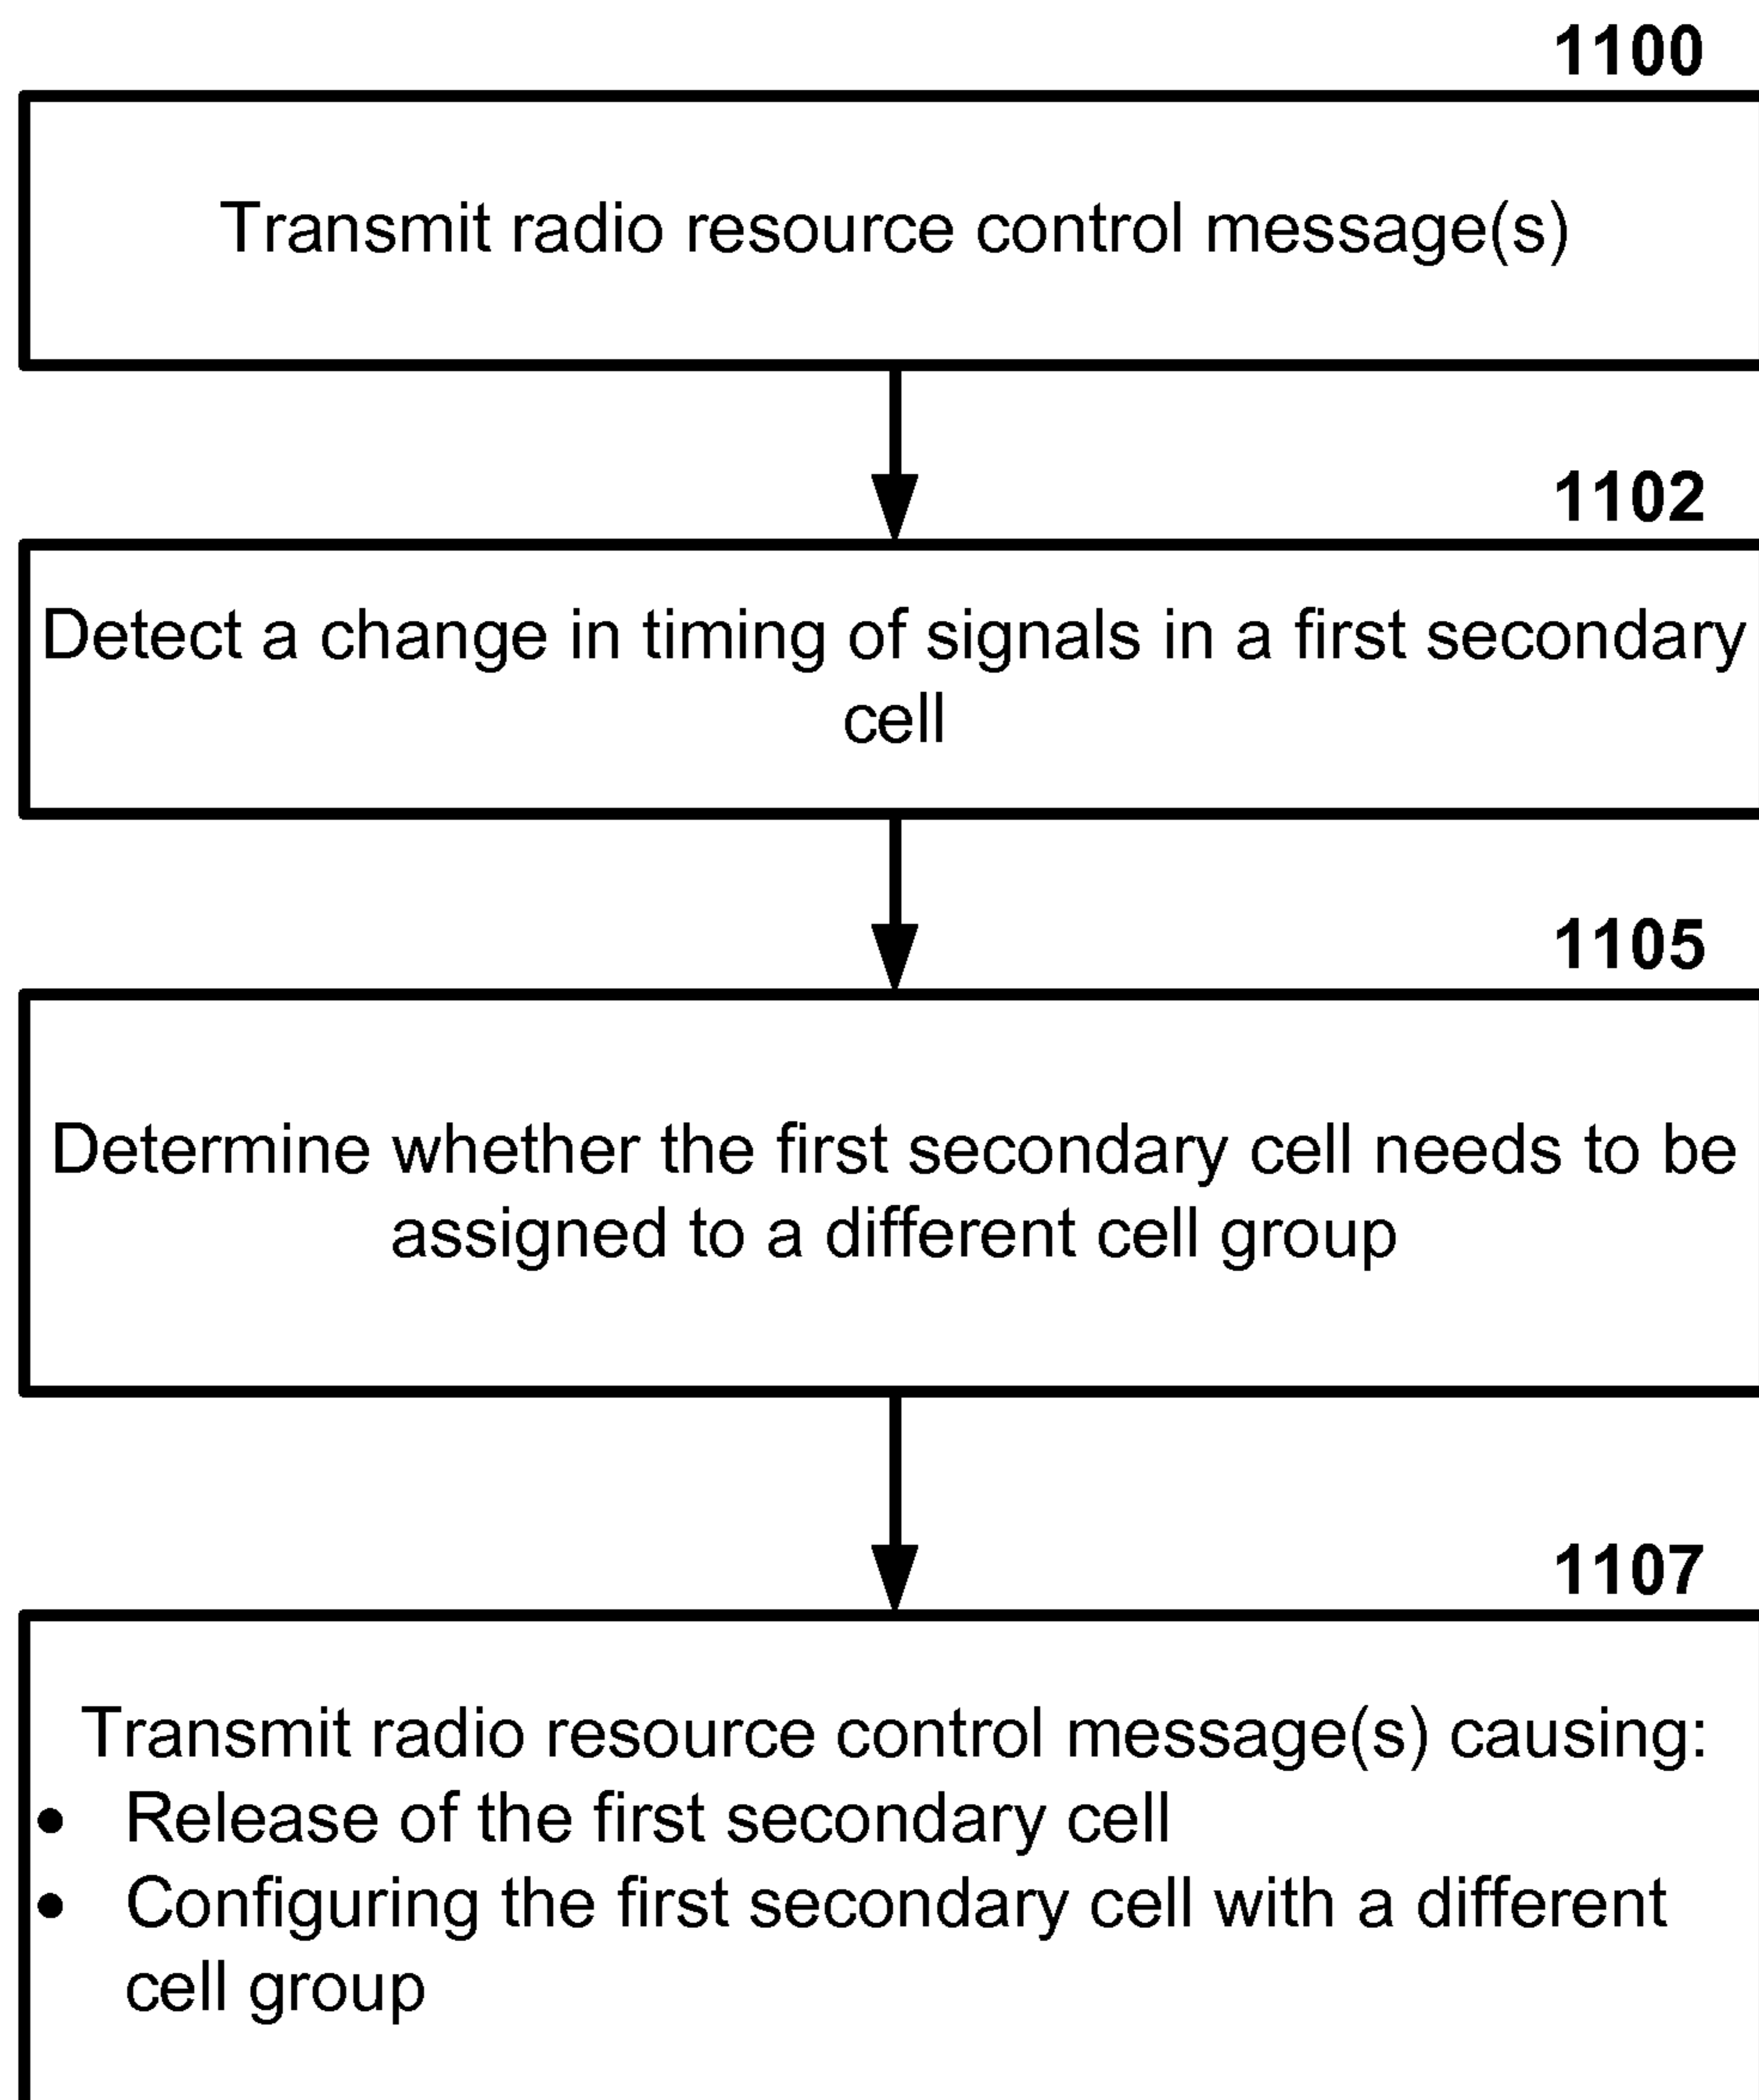 1100
Transmit radio resource control message(s)
1102
Detect a change in timing of signals in a first secondary
cell
1105
Determine whether the first secondary cell needs to be
assigned to a different cell group
1107
Transmit radio resource control message(s) causing:
• Release of the first secondary cell
• Configuring the first secondary cell with a different
cell group